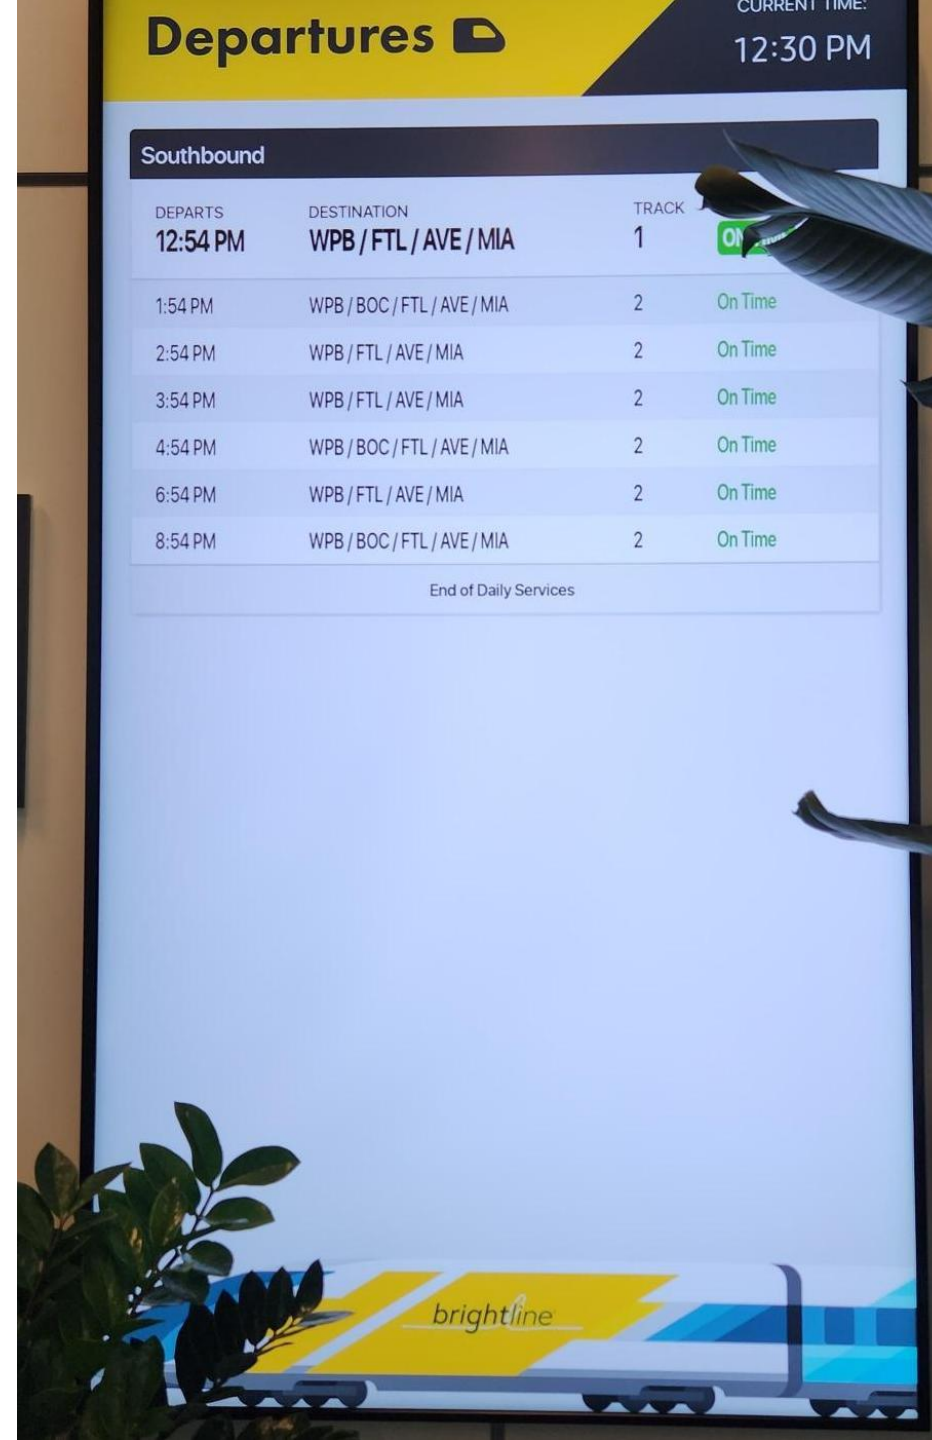 Departures
CURRENT TIME:
12:30 PM
Southbound
DEPARTS DESTINATION TRACK
12:54 PM WPB / FTL / AVE / MIA 1
1:54 PM WPB / BOC / FTL / AVE / MIA 2 On Time
2:54 PM WPB / FTL / AVE / MIA 2 On Time
3:54 PM WPB / FTL / AVE / MIA 2 On Time
4:54 PM WPB / BOC / FTL / AVE / MIA 2 On Time
6:54 PM WPB / FTL / AVE / MIA 2 On Time
8:54 PM WPB / BOC / FTL / AVE / MIA 2 On Time
End of Daily Services
brightline